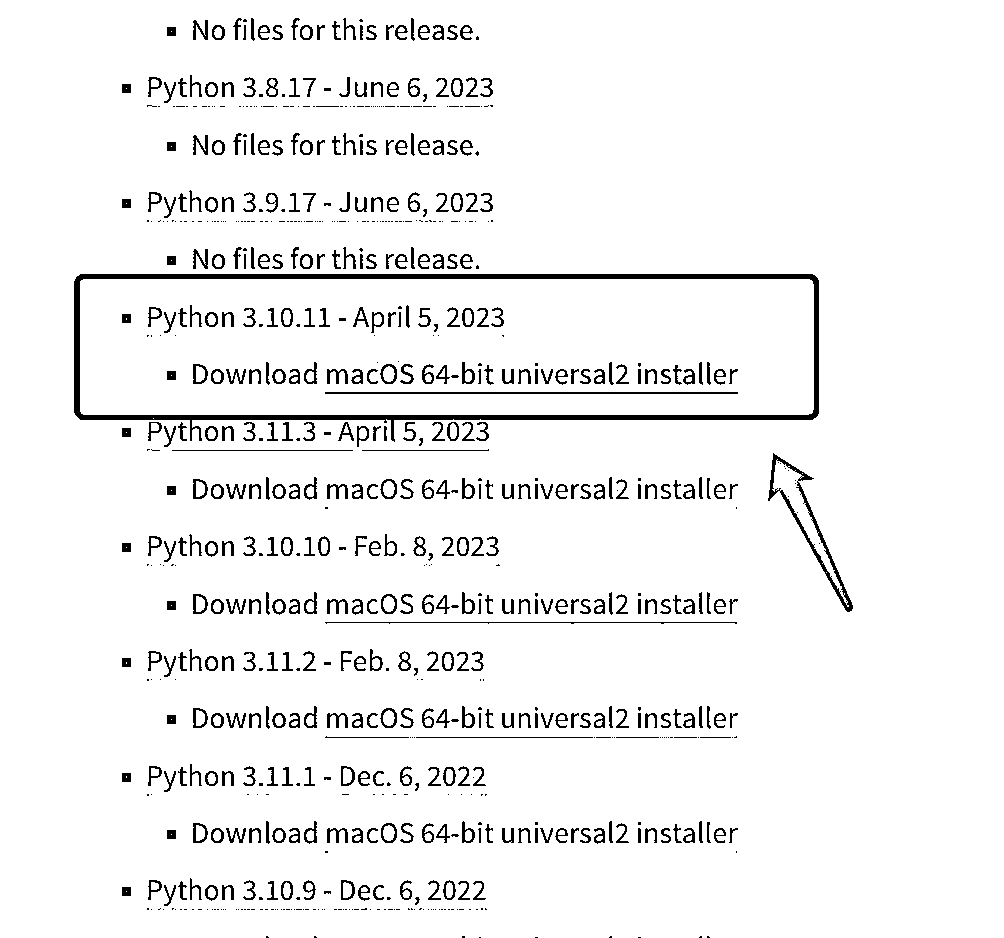 No files for this release.
Python 3.8.17 - June 6, 2023
No files for this release.
Python 3.9.17 - June 6, 2023
No files for this release.
Python 3.10.11 - April 5, 2023
Download macOS 64-bit universal2 installer
Python 3.11.3 - April 5, 2023
Download macOS 64-bit universal2 installer
Python 3.10.10 - Feb. 8, 2023
Download macOS 64-bit universal2 installer
Python 3.11.2 - Feb. 8, 2023
Download macOS 64-bit universal2 installer
Python 3.11.1 - Dec. 6, 2022
Download macOS 64-bit universal2 installer
Python 3.10.9 - Dec. 6, 2022